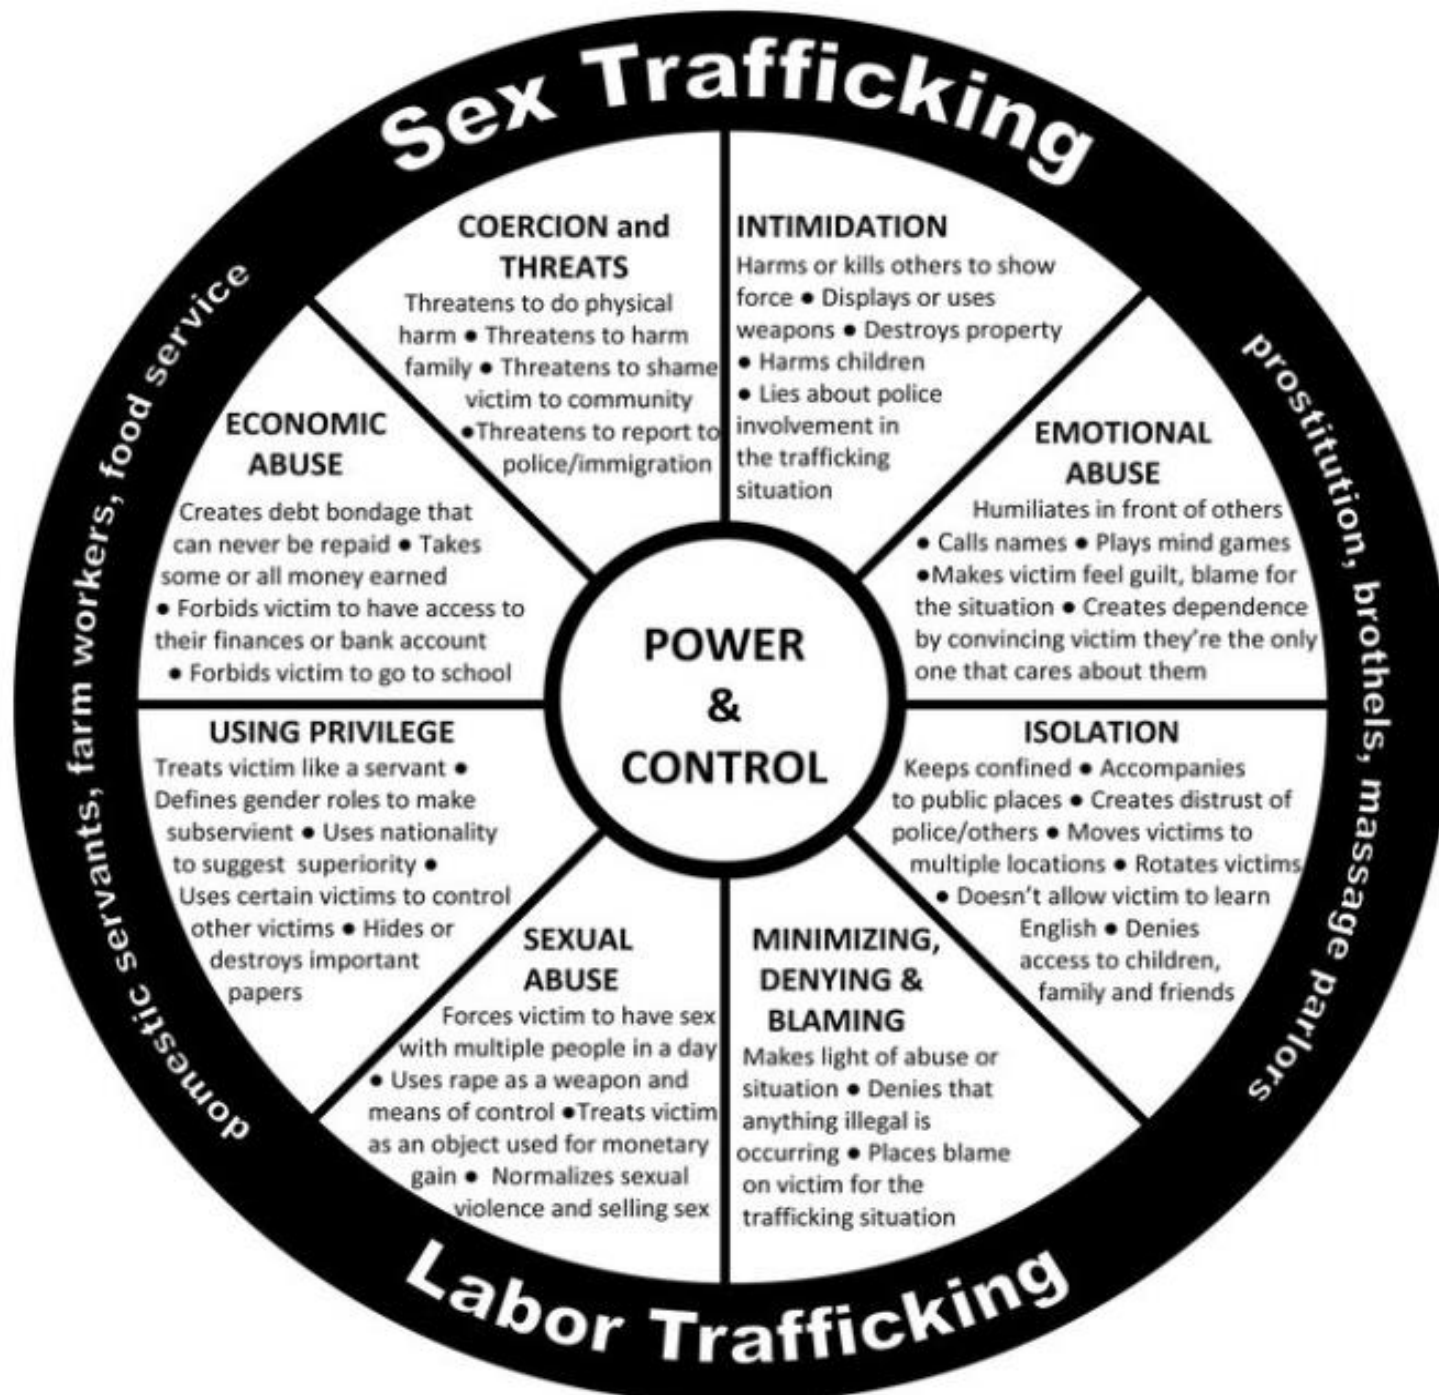 Sex Trafficking
COERCION and
THREATS
Threatens to do physical
harm ● Threatens to harm
family ● Threatens to shame
victim to community
●Threatens to report to
police/immigration
INTIMIDATION
Harms or kills others to show
force ● Displays or uses
weapons ● Destroys property
● Harms children
● Lies about police
involvement in
the trafficking
situation
EMOTIONAL
ABUSE
Humiliates in front of others
● Calls names ● Plays mind games
●Makes victim feel guilt, blame for
the situation ● Creates dependence
by convincing victim they're the only
one that cares about them
ISOLATION
Keeps confined ● Accompanies
to public places ● Creates distrust of
police/others ● Moves victims to
multiple locations ● Rotates victims
● Doesn't allow victim to learn
English ● Denies
access to children,
family and friends
MINIMIZING,
DENYING &
BLAMING
Makes light of abuse or
situation ● Denies that
anything illegal is
occurring ● Places blame
on victim for the
trafficking situation
SEXUAL
ABUSE
Forces victim to have sex
with multiple people in a day
● Uses rape as a weapon and
means of control ●Treats victim
as an object used for monetary
gain ● Normalizes sexual
violence and selling sex
USING PRIVILEGE
Treats victim like a servant ●
Defines gender roles to make
subservient ● Uses nationality
to suggest superiority ●
Uses certain victims to control
other victims ● Hides or
destroys important
papers
ECONOMIC
ABUSE
Creates debt bondage that
can never be repaid ● Takes
some or all money earned
● Forbids victim to have access to
their finances or bank account
● Forbids victim to go to school
POWER
&
CONTROL
domestic servants, farm workers, food service
prostitution, brothels, massage parlors
Labor Trafficking